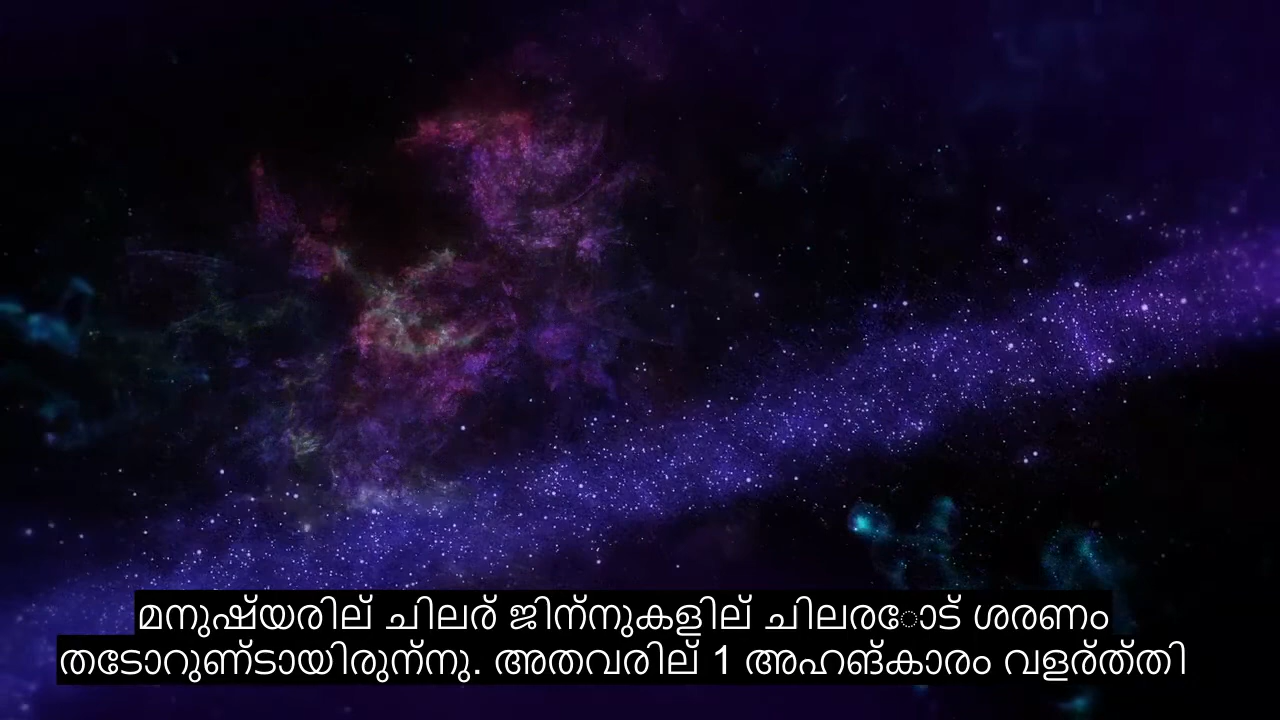 മനുഷ്യരില് ചിലര് ജിന്നുകളില് ചിലരോട് ശരണം
തടോറുണ്ടായിരുന്നു. അതവരില് 1 അഹങ്കാരം വളര്ത്തി